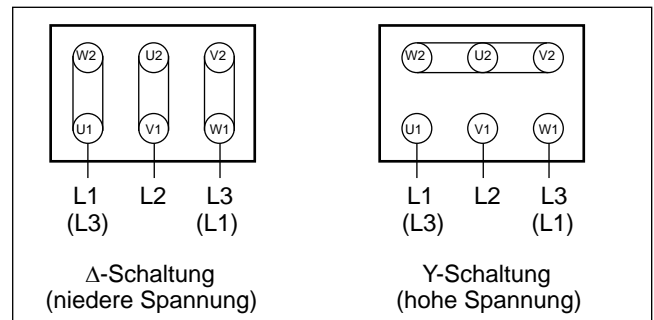 W2 U2 V2
U1 V1 W1
L1 L2 L3
(L3) (L1)
Δ-Schaltung
(niedere Spannung)
W2 U2 V2
U1 V1 W1
L1 L2 L3
(L3) (L1)
Y-Schaltung
(hohe Spannung)